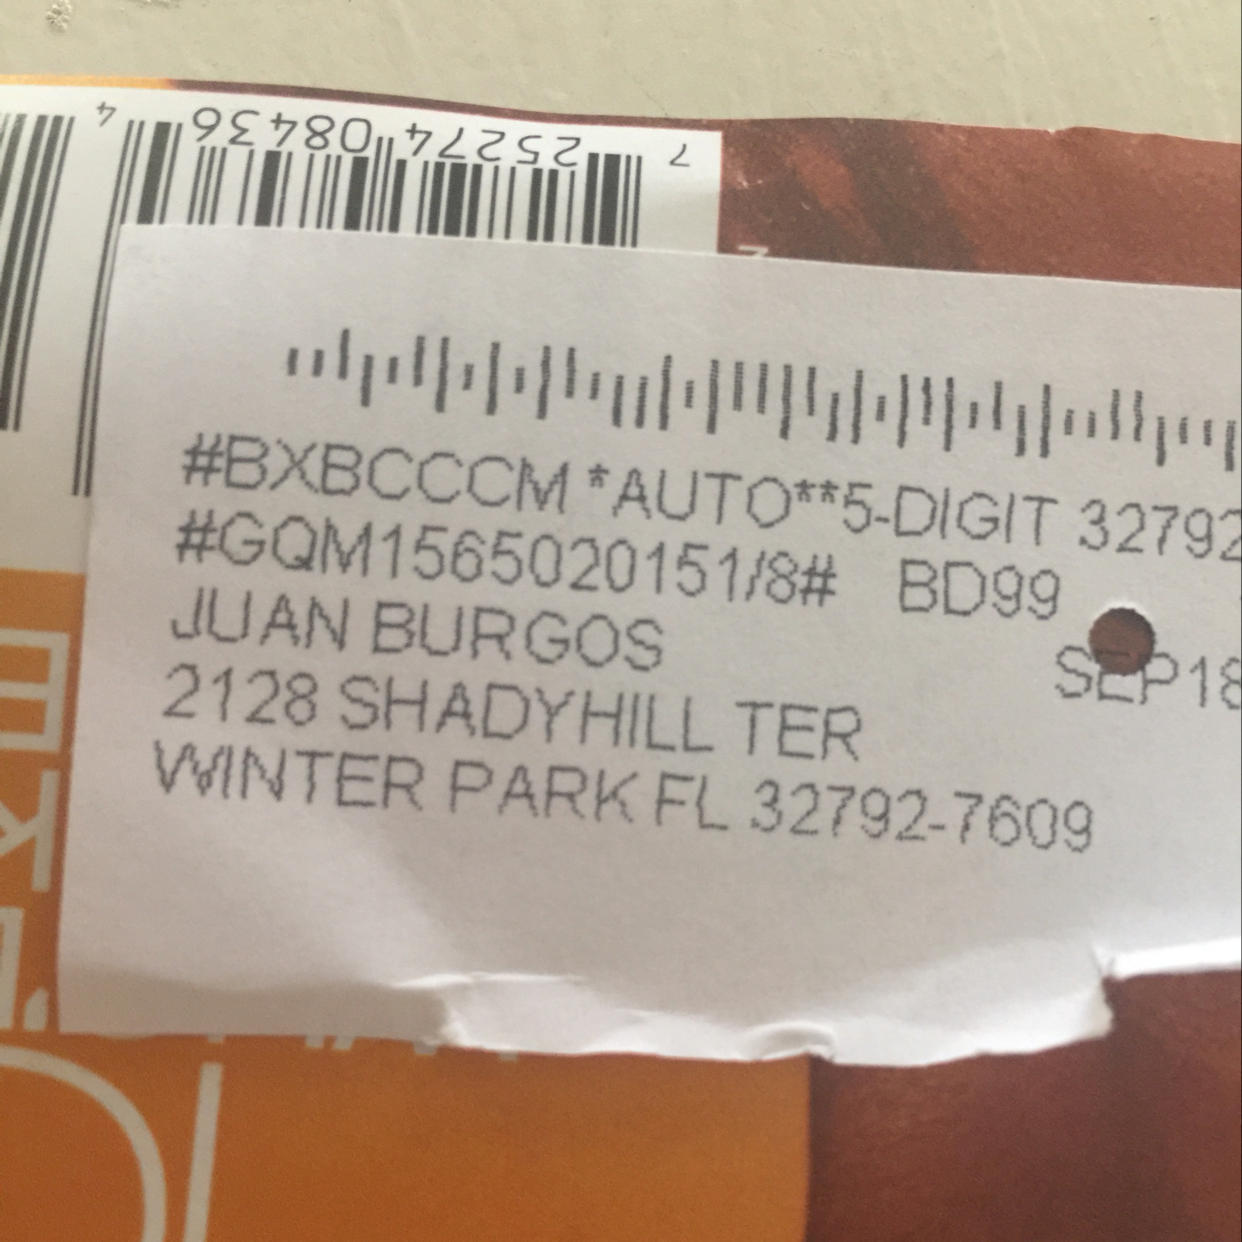 7 25274 08436 4
#BXBCCCM *AUTO**5-DIGIT 32792
#GQM1565020151/8# BD99
JUAN BURGOS
SEP18
2128 SHADYHILL TER
WINTER PARK FL 32792-7609